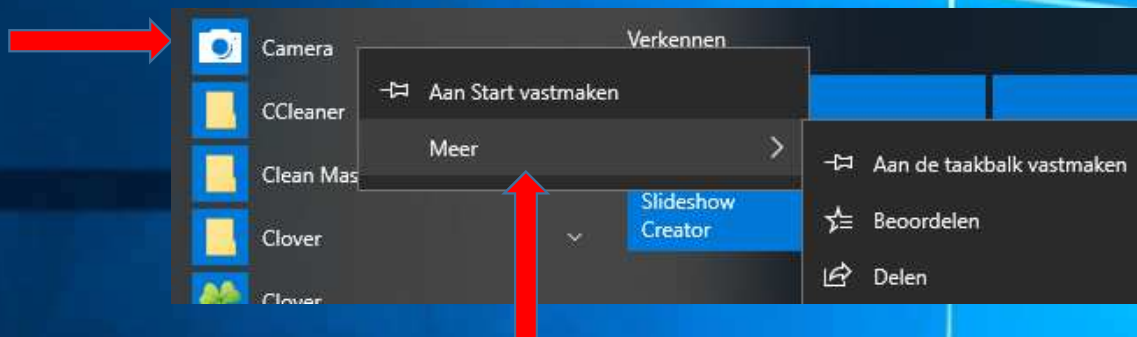 Camera
Verkennen
Aan Start vastmaken
CCleaner
Meer
Aan de taakbalk vastmaken
Clean Mas
Slideshow
Creator
Beoordelen
Clover
Delen
Clover